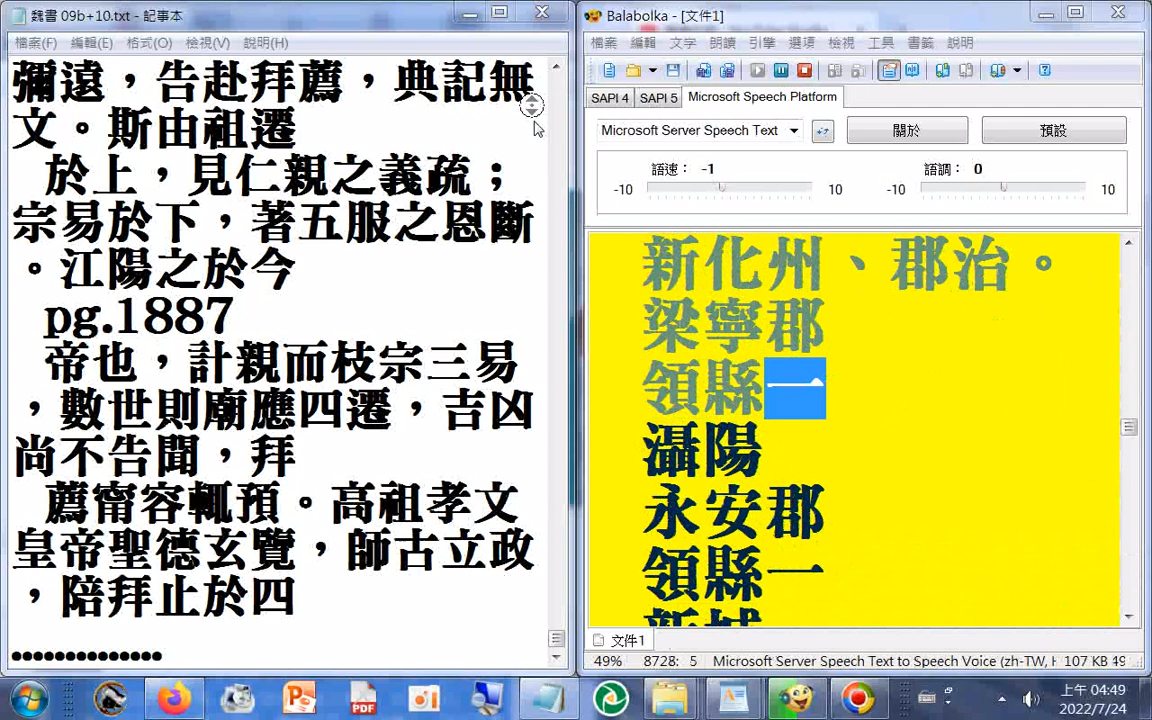 魏書 09b+10.txt - 記事本
檔案(F) 編輯(E) 格式(O) 檢視(V) 說明(H)
彌遠，告赴拜薦，典記無
文。斯由祖遷
於上，見仁親之義疏；
宗易於下，著五服之恩斷
。江陽之於今
pg.1887
帝也，計親而枝宗三易
，數世則廟應四遷，吉凶
尚不告聞，拜
薦甯容輒預。高祖孝文
皇帝聖德玄覽，師古立政
，陪拜止於四
••••••••••••••
Balabolka - [文件1]
檔案 編輯 文字 朗讀 引擎 選項 檢視 工具 書籤 說明
SAPI 4 SAPI 5 Microsoft Speech Platform
Microsoft Server Speech Text 關於 預設
語速： -1 語調： 0
-10 10 -10 10
新化州、郡治。
梁寧郡
領縣一
灄陽
永安郡
領縣一
新城
文件1
49% 8728: 5 Microsoft Server Speech Text to Speech Voice (zh-TW, H 107 KB 49
上午 04:49
2022/7/24